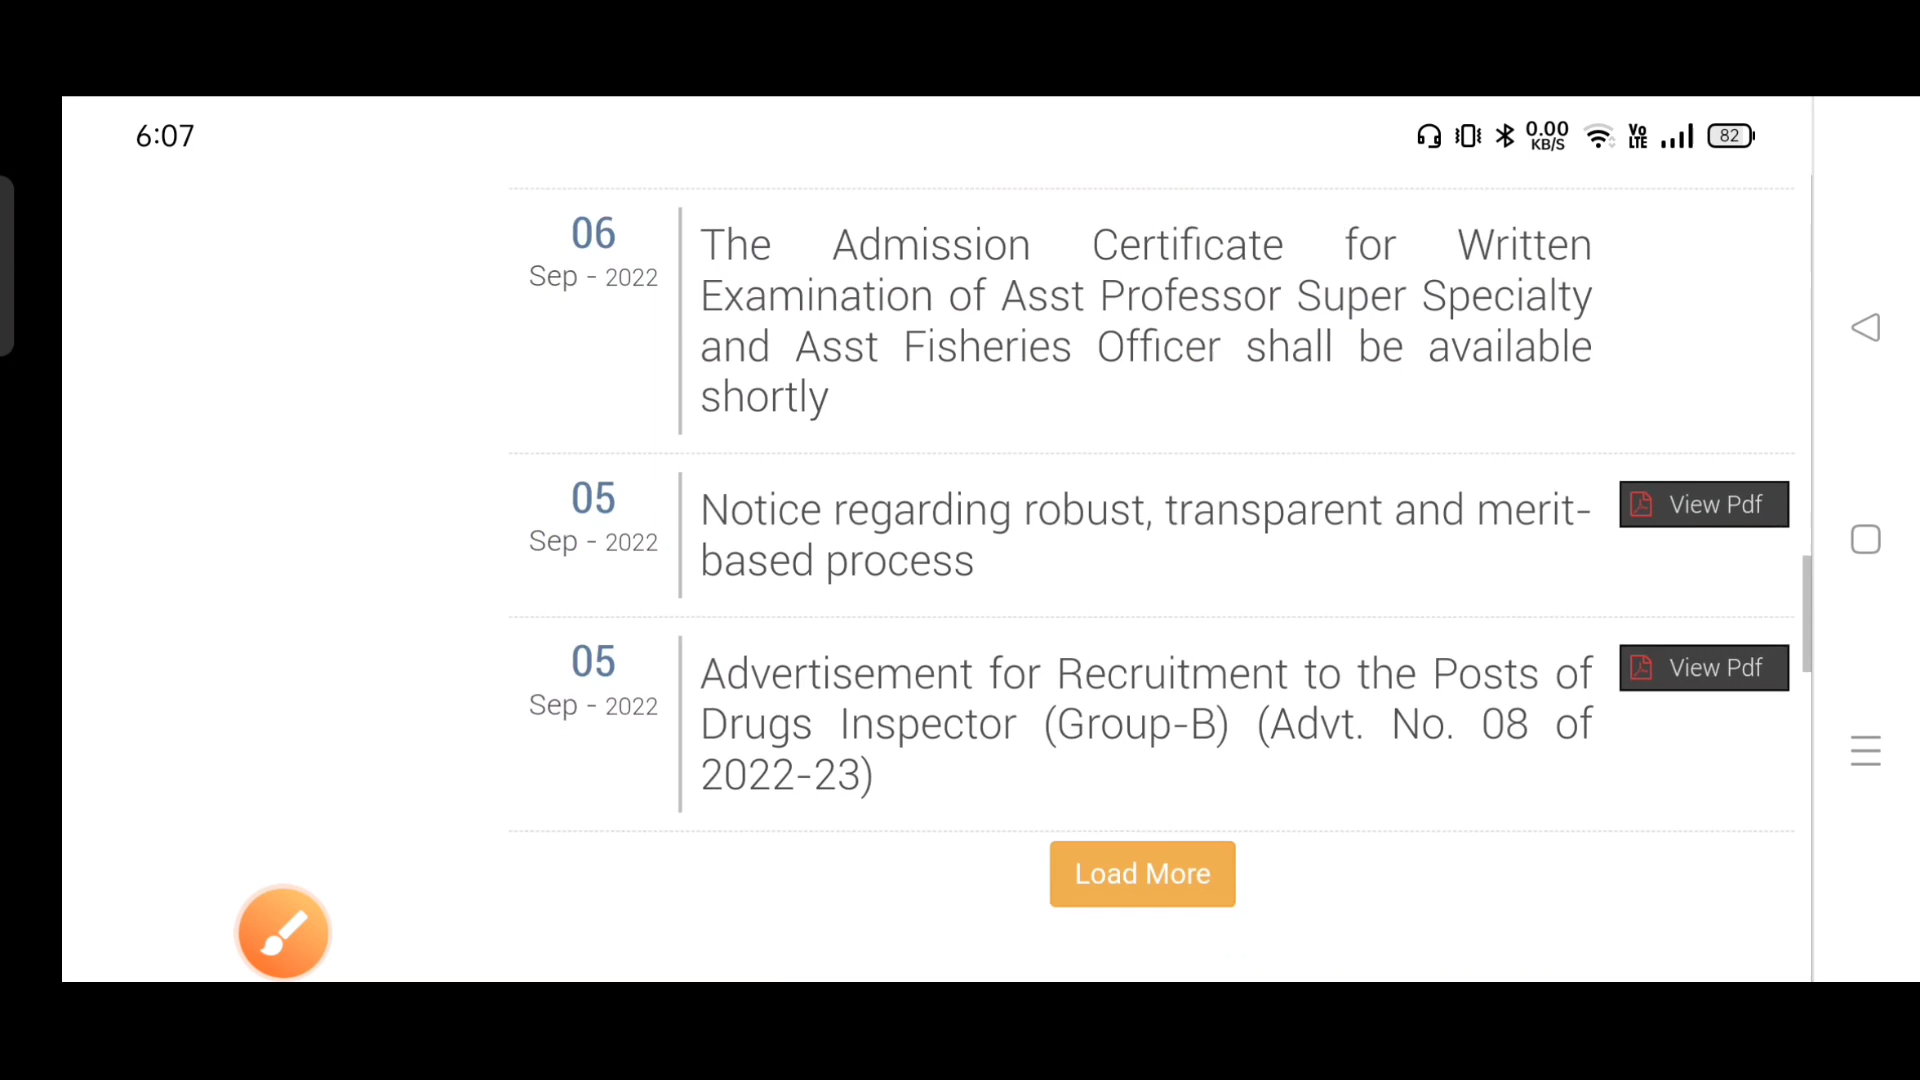 6:07
0.00
KB/S
Vo
LTE
82
06
Sep - 2022
The Admission Certificate for Written
Examination of Asst Professor Super Specialty
and Asst Fisheries Officer shall be available
shortly
05
Sep - 2022
Notice regarding robust, transparent and merit-
based process
View Pdf
05
Sep - 2022
Advertisement for Recruitment to the Posts of
Drugs Inspector (Group-B) (Advt. No. 08 of
2022-23)
View Pdf
Load More